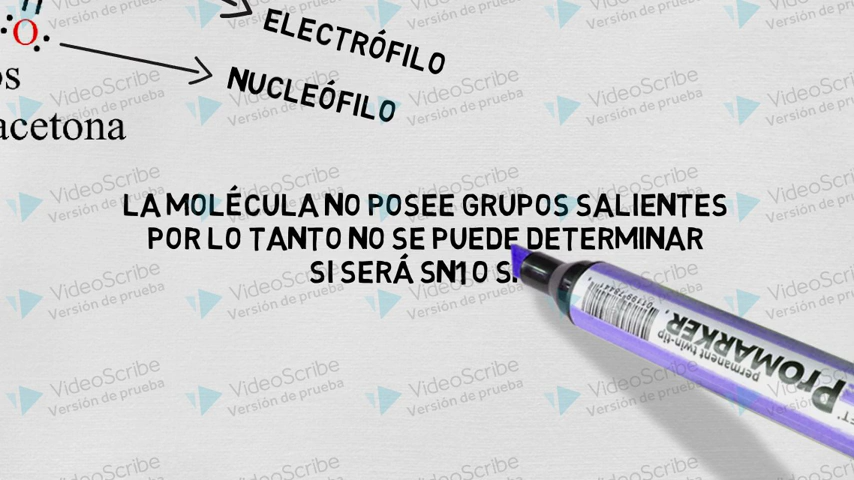 O
ELECTRÓFILO
NUCLEÓFILO
os
acetona
LA MOLÉCULA NO POSEE GRUPOS SALIENTES
POR LO TANTO NO SE PUEDE DETERMINAR
SI SERÁ SN1 O S
VideoScribe
Versión de prueba
permanent twin-tip
PROMARKER